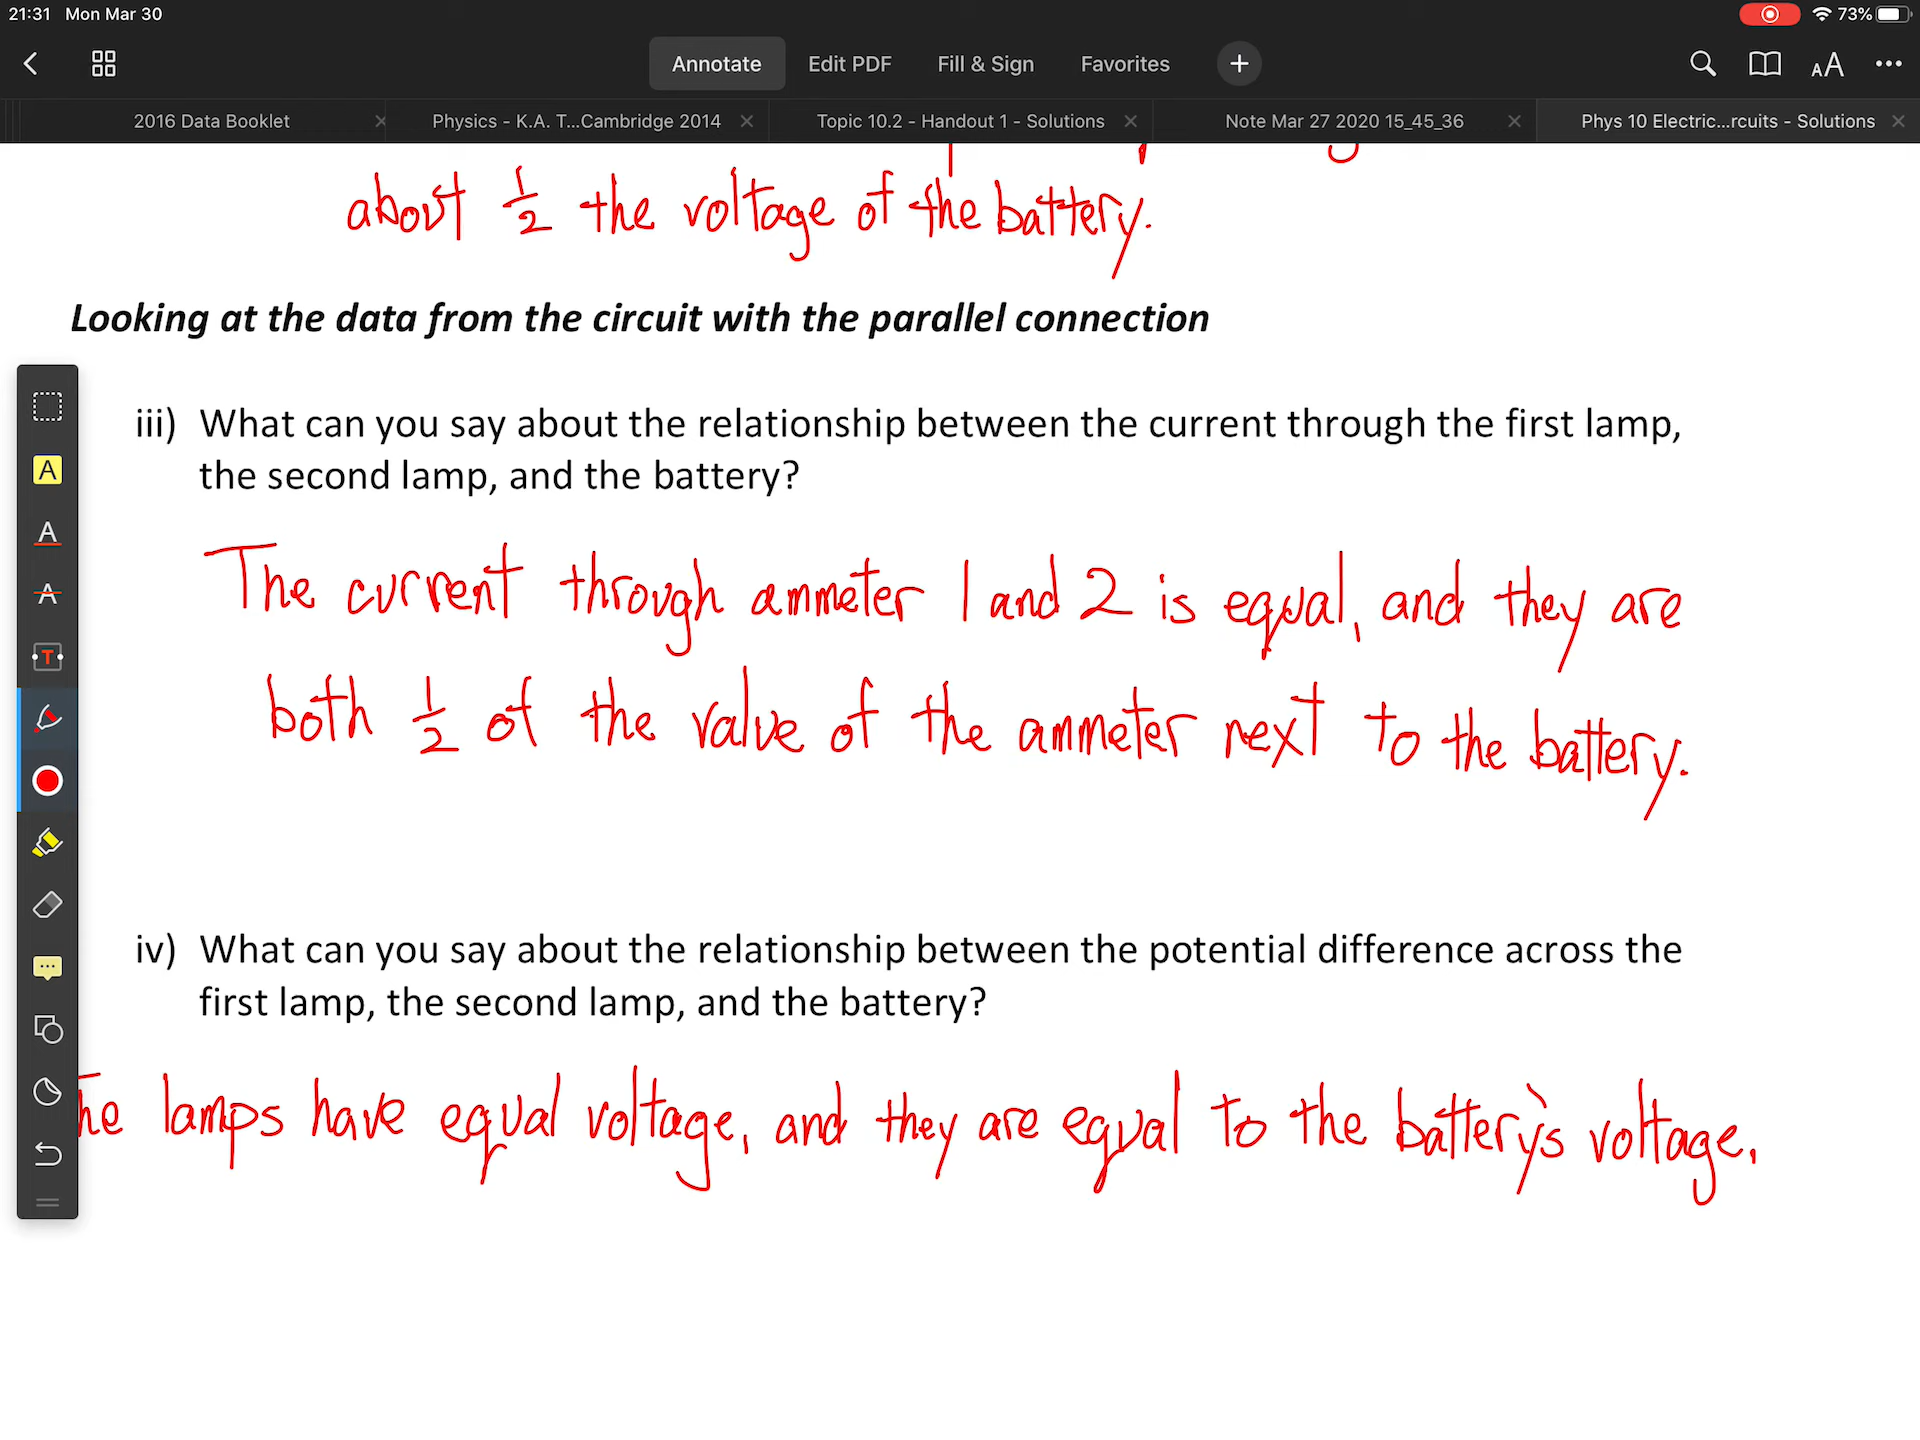 21:31 Mon Mar 30 73%
Annotate Edit PDF Fill & Sign Favorites + AA
2016 Data Booklet × Physics - K.A. T...Cambridge 2014 × Topic 10.2 - Handout 1 - Solutions × Note Mar 27 2020 15_45_36 × Phys 10 Electric...rcuits - Solutions ×
about 1/2 the voltage of the battery.
Looking at the data from the circuit with the parallel connection
iii) What can you say about the relationship between the current through the first lamp,
the second lamp, and the battery?
The current through ammeter 1 and 2 is equal, and they are
both 1/2 of the value of the ammeter next to the battery.
iv) What can you say about the relationship between the potential difference across the
first lamp, the second lamp, and the battery?
The lamps have equal voltage, and they are equal to the battery's voltage.
A
A
A
T